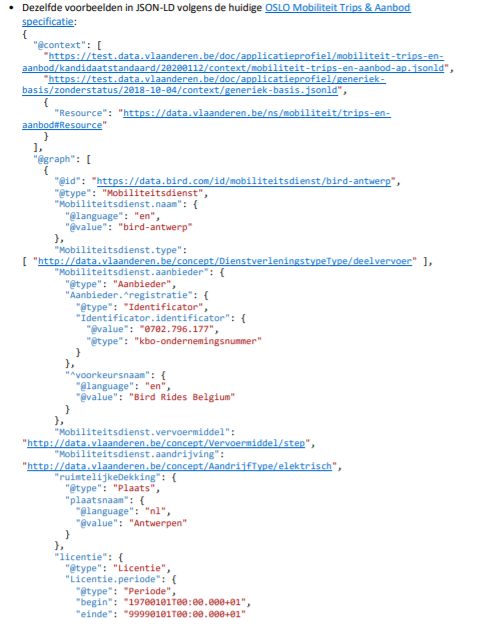 • Dezelfde voorbeelden in JSON-LD volgens de huidige OSLO Mobiliteit Trips & Aanbod
specificatie:
{
"@context": [
"https://test.data.vlaanderen.be/doc/applicatieprofiel/mobiliteit-trips-en-
aanbod/kandidaatstandaard/20200112/context/mobiliteit-trips-en-aanbod-ap.jsonld",
"https://test.data.vlaanderen.be/doc/applicatieprofiel/generiek-
basis/zonderstatus/2018-10-04/context/generiek-basis.jsonld",
{
"Resource": "https://data.vlaanderen.be/ns/mobiliteit/trips-en-
aanbod#Resource"
}
],
"@graph": [
{
"@id": "https://data.bird.com/id/mobiliteitsdienst/bird-antwerp",
"@type": "Mobiliteitsdienst",
"Mobiliteitsdienst.naam": {
"@language": "en",
"@value": "bird-antwerp"
},
"Mobiliteitsdienst.type":
[ "http://data.vlaanderen.be/concept/DienstverleningstypeType/deelvervoer" ],
"Mobiliteitsdienst.aanbieder": {
"@type": "Aanbieder",
"Aanbieder.^registratie": {
"@type": "Identificator",
"Identificator.identificator": {
"@value": "0702.796.177",
"@type": "kbo-ondernemingsnummer"
}
},
"^voorkeursnaam": {
"@language": "en",
"@value": "Bird Rides Belgium"
}
},
"Mobiliteitsdienst.vervoermiddel":
"http://data.vlaanderen.be/concept/Vervoermiddel/step",
"Mobiliteitsdienst.aandrijving":
"http://data.vlaanderen.be/concept/AandrijfType/elektrisch",
"ruimtelijkeDekking": {
"@type": "Plaats",
"plaatsnaam": {
"@language": "nl",
"@value": "Antwerpen"
}
},
"licentie": {
"@type": "Licentie",
"Licentie.periode": {
"@type": "Periode",
"begin": "19700101T00:00.000+01",
"einde": "99990101T00:00.000+01"